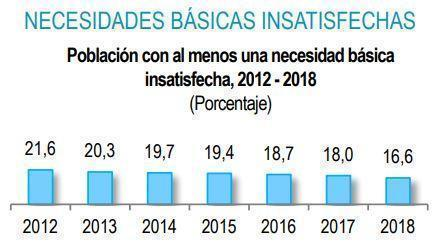 NECESIDADES BÁSICAS INSATISFECHAS
Población con al menos una necesidad básica
insatisfecha, 2012 - 2018
(Porcentaje)
21,6 20,3 19,7 19,4 18,7 18,0 16,6
2012 2013 2014 2015 2016 2017 2018